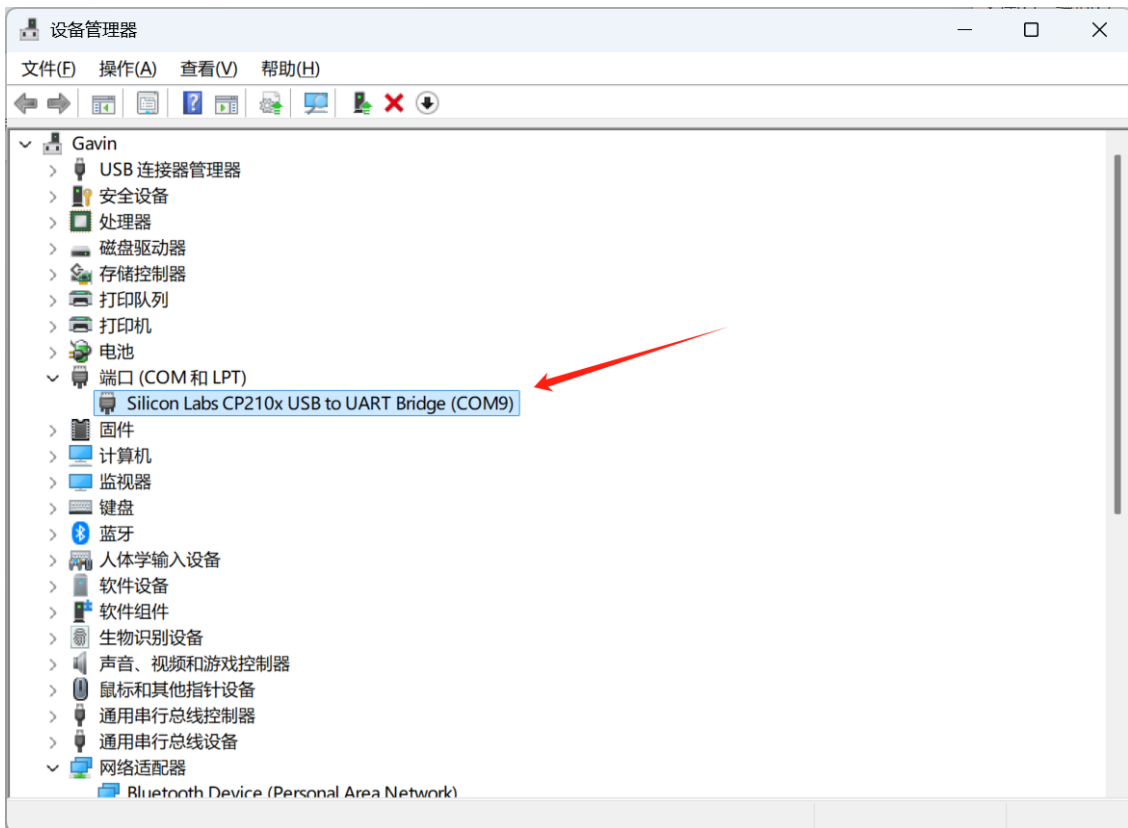 设备管理器
文件(F) 操作(A) 查看(V) 帮助(H)
Gavin
USB 连接器管理器
安全设备
处理器
磁盘驱动器
存储控制器
打印队列
打印机
电池
端口 (COM 和 LPT)
Silicon Labs CP210x USB to UART Bridge (COM9)
固件
计算机
监视器
键盘
蓝牙
人体学输入设备
软件设备
软件组件
生物识别设备
声音、视频和游戏控制器
鼠标和其他指针设备
通用串行总线控制器
通用串行总线设备
网络适配器
Bluetooth Device (Personal Area Network)